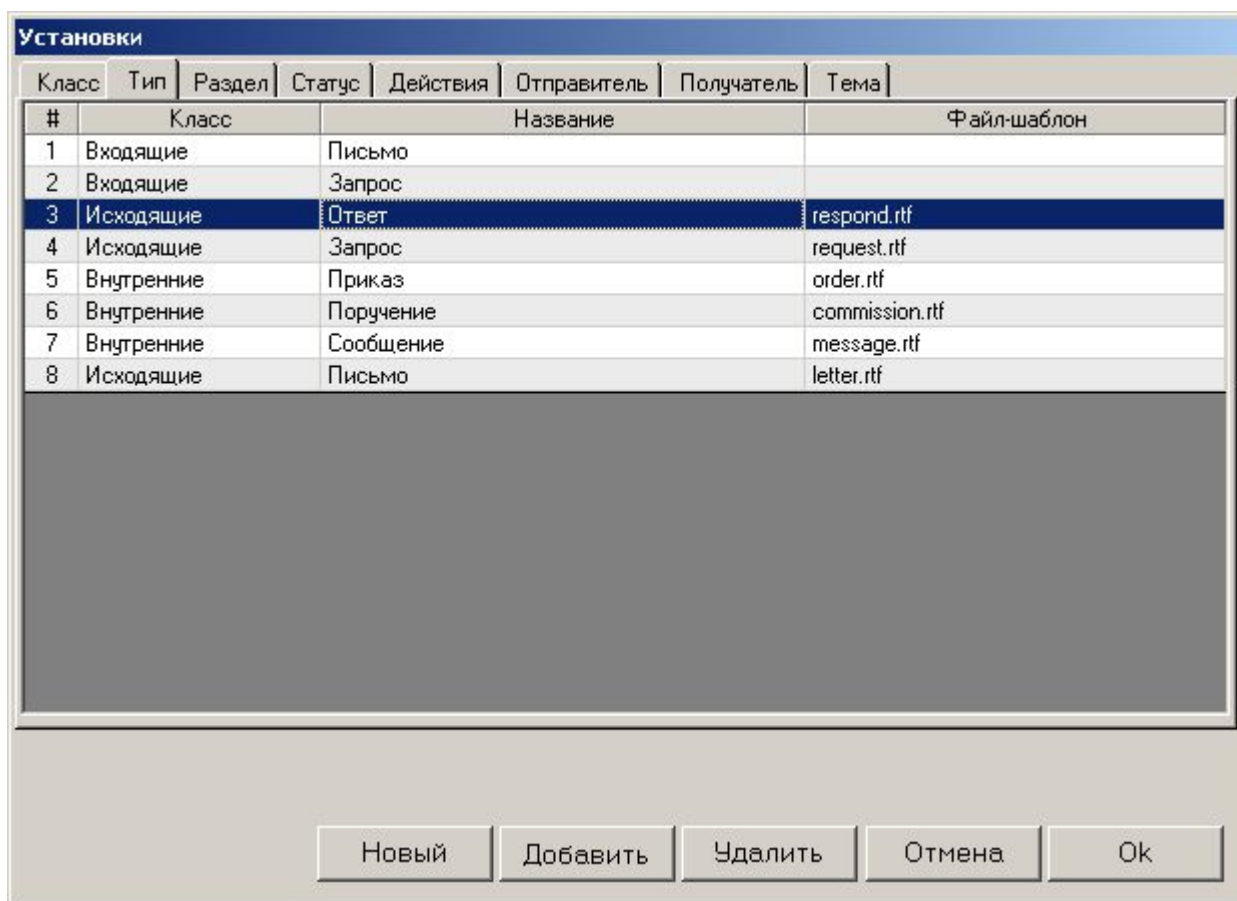 Установки
Класс Тип Раздел Статус Действия Отправитель Получатель Тема
# Класс Название Файл-шаблон
1 Входящие Письмо
2 Входящие Запрос
3 Исходящие Ответ respond.rtf
4 Исходящие Запрос request.rtf
5 Внутренние Приказ order.rtf
6 Внутренние Поручение commission.rtf
7 Внутренние Сообщение message.rtf
8 Исходящие Письмо letter.rtf
Новый Добавить Удалить Отмена Ok